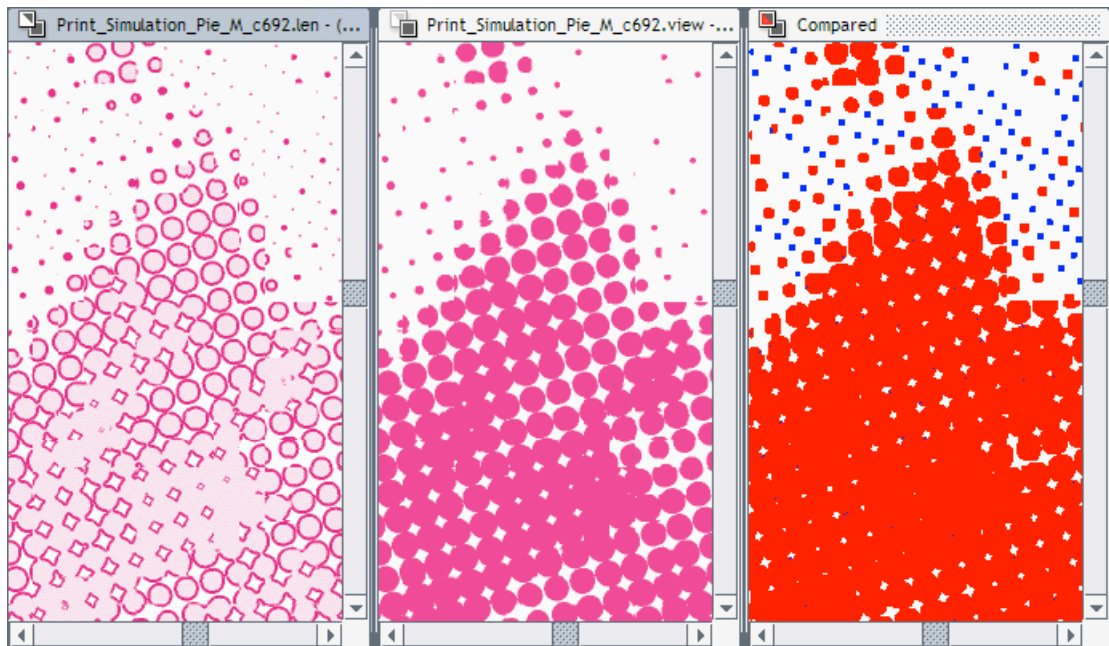 Print_Simulation_Pie_M_c692.len - (...
Print_Simulation_Pie_M_c692.view -...
Compared